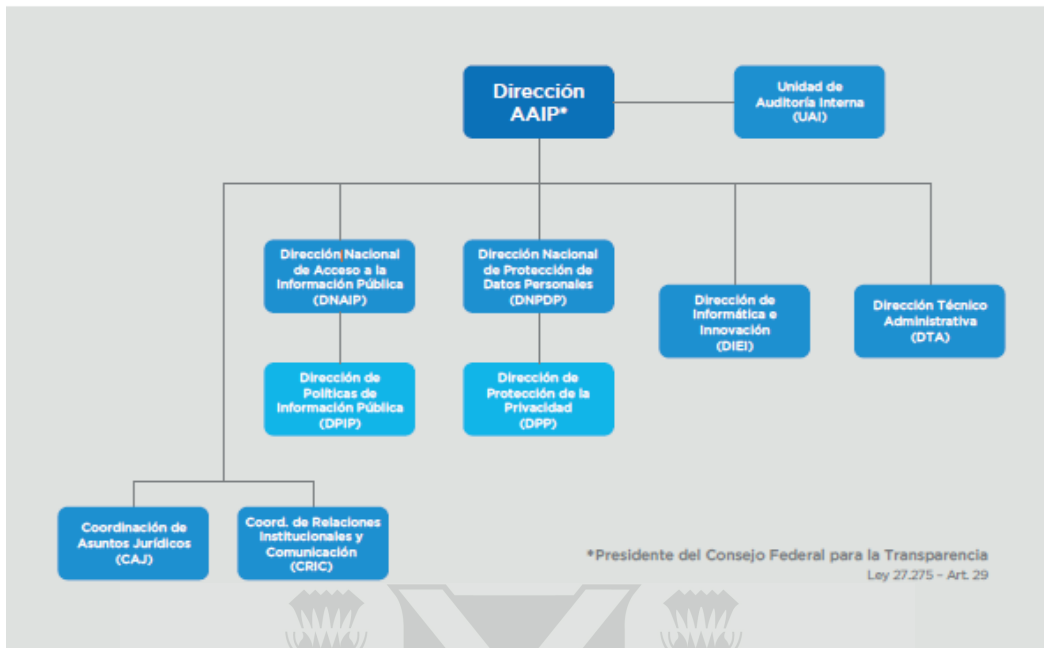 Dirección
AAIP*
Unidad de
Auditoría Interna
(UAI)
Dirección Nacional
de Acceso a la
Información Pública
(DNAIP)
Dirección Nacional
de Protección de
Datos Personales
(DNPDP)
Dirección de
Informática e
Innovación
(DIEI)
Dirección Técnico
Administrativa
(DTA)
Dirección de
Políticas de
Información Pública
(DPIP)
Dirección de
Protección de la
Privacidad
(DPP)
Coordinación de
Asuntos Jurídicos
(CAJ)
Coord. de Relaciones
Institucionales y
Comunicación
(CRIC)
*Presidente del Consejo Federal para la Transparencia
Ley 27.275 - Art. 29